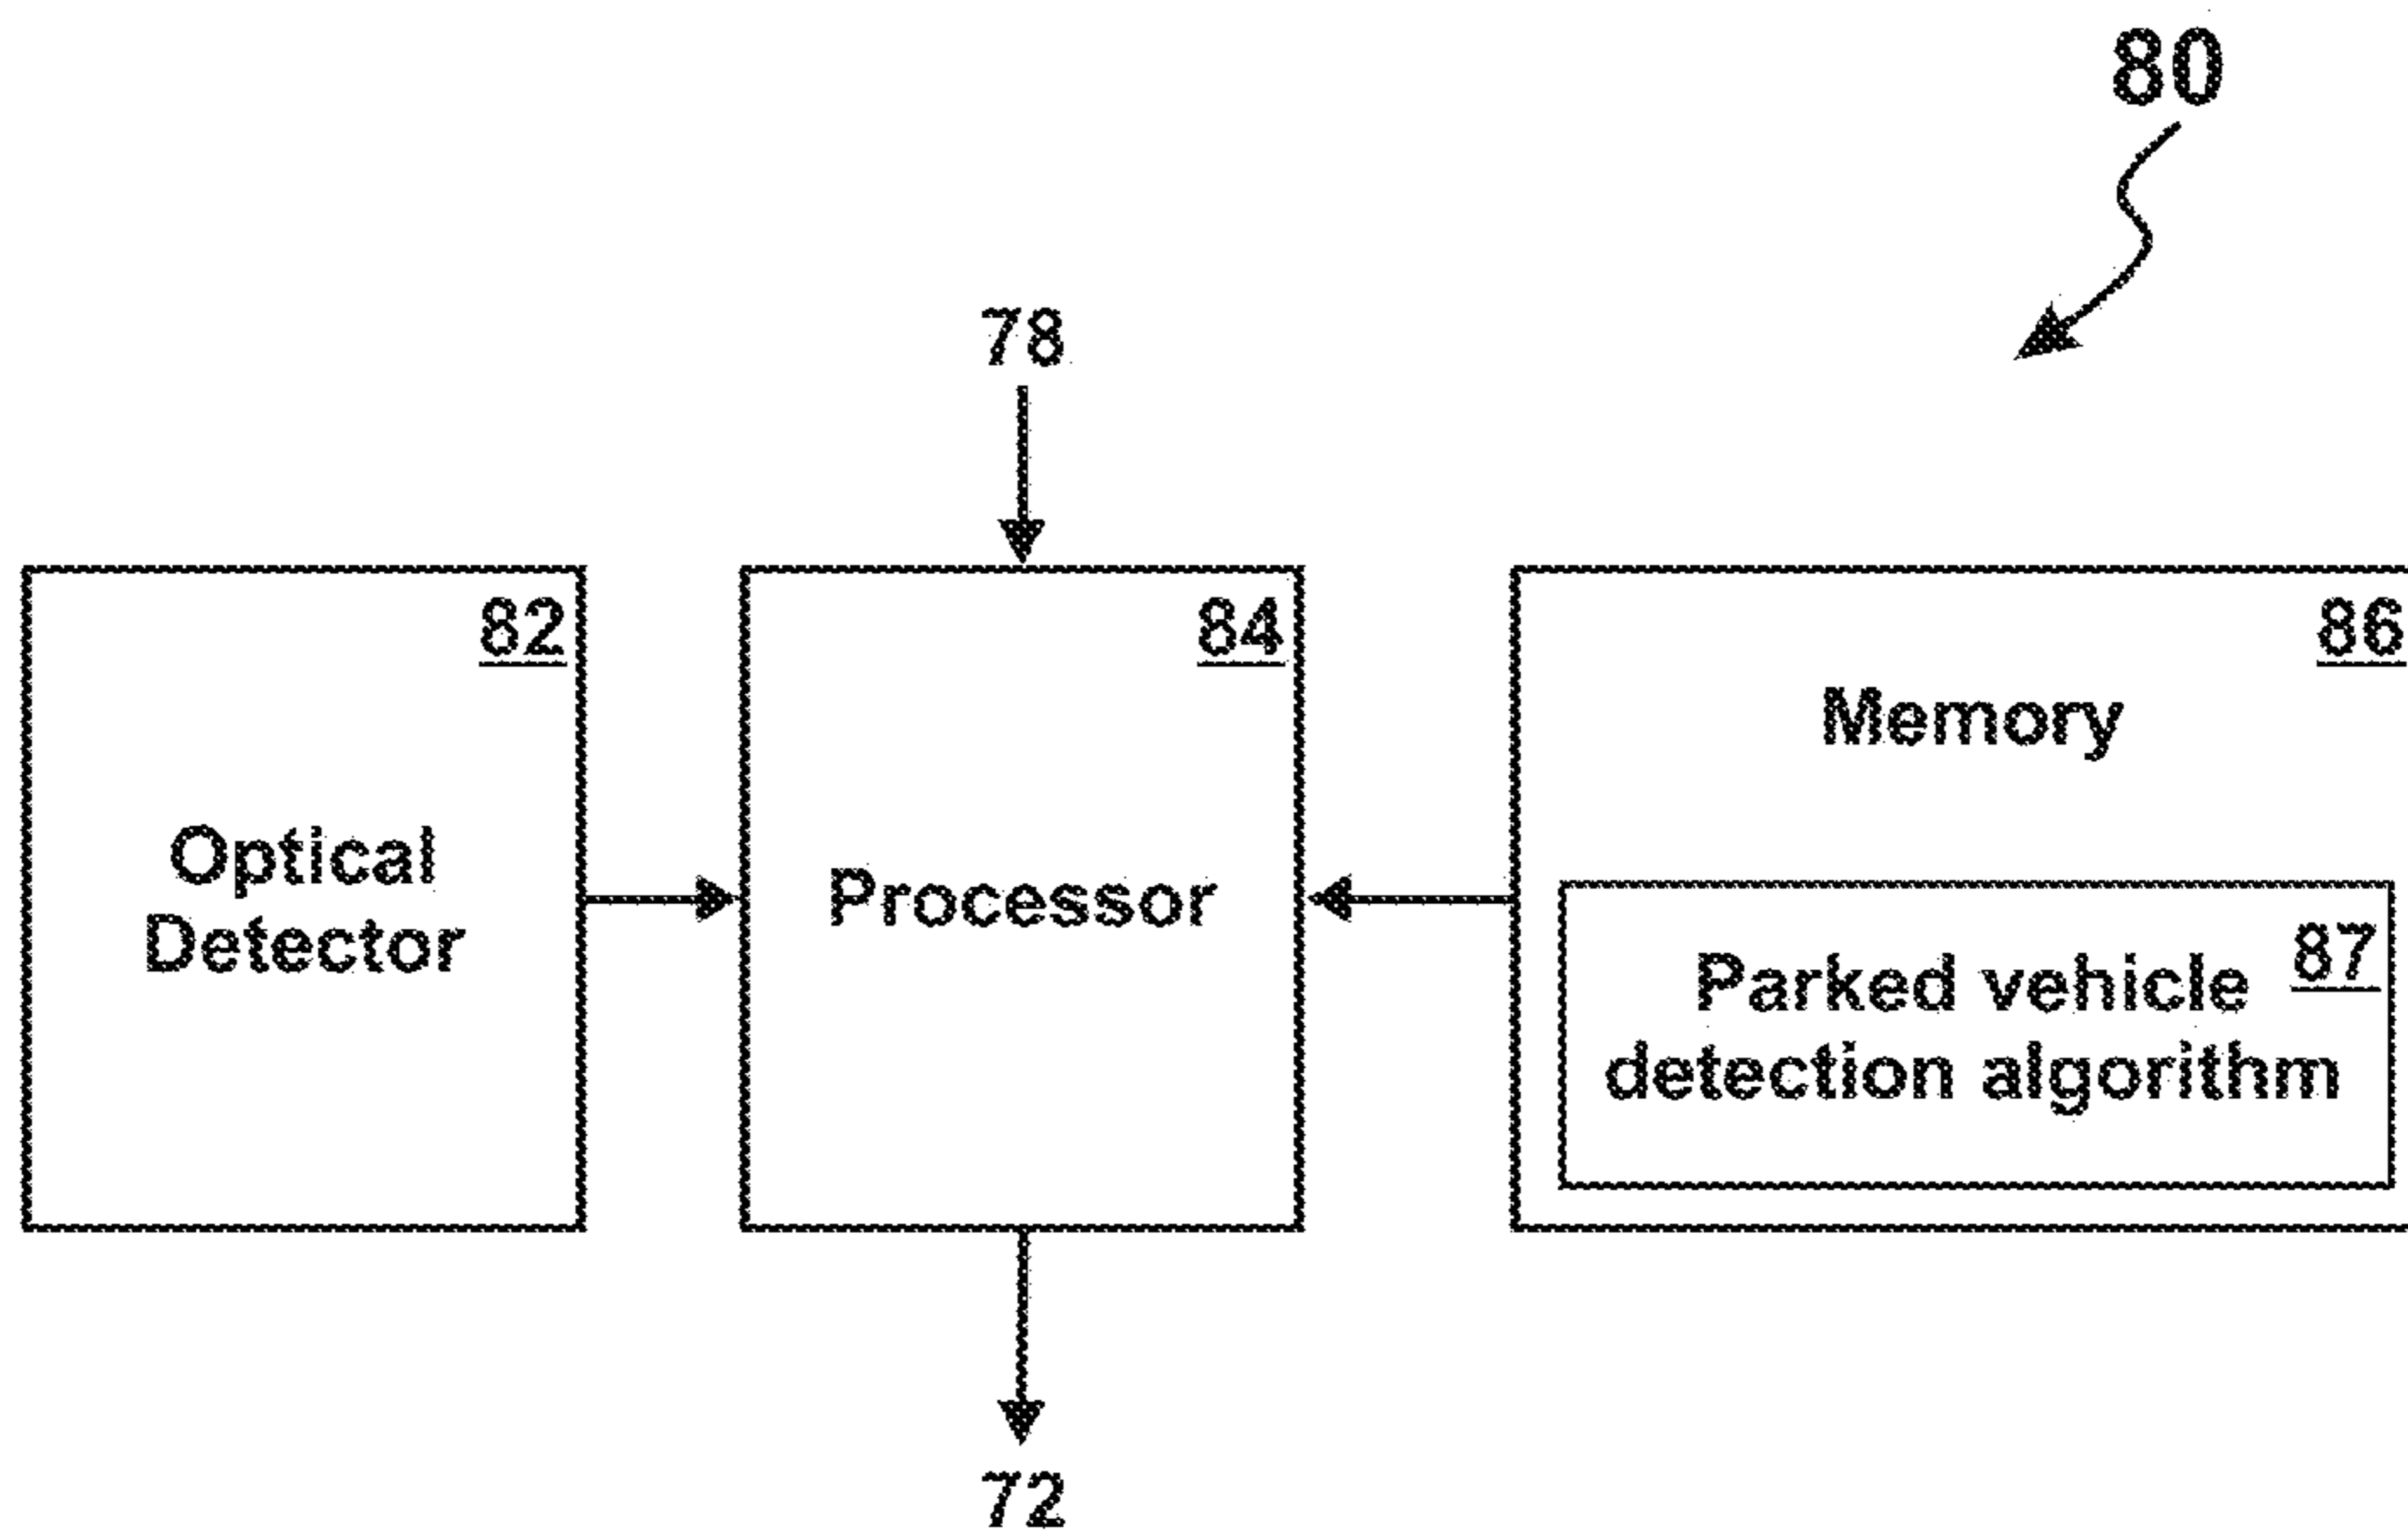 80
78
82
Optical
Detector
84
Processor
86
Memory
87
Parked vehicle
detection algorithm
72